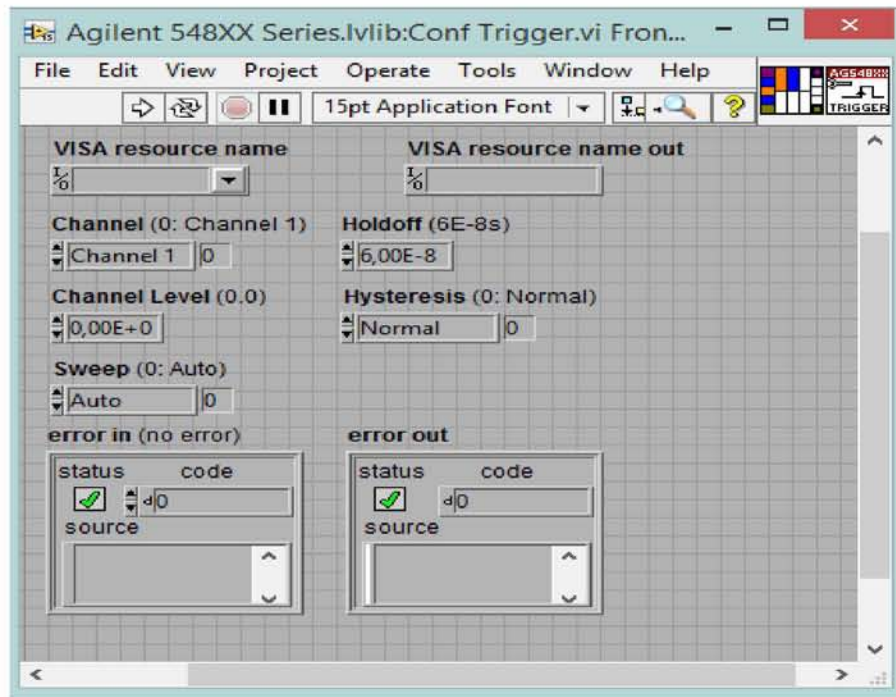 Agilent 548XX Series.lvlib:Conf Trigger.vi Fron...
File Edit View Project Operate Tools Window Help
15pt Application Font
AG548XX
TRIGGER
VISA resource name
VISA resource name out
I/O
I/O
Channel (0: Channel 1)
Holdoff (6E-8s)
Channel 1 0
6,00E-8
Channel Level (0.0)
Hysteresis (0: Normal)
0,00E+0
Normal 0
Sweep (0: Auto)
Auto 0
error in (no error)
error out
status code
status code
d0
d0
source
source